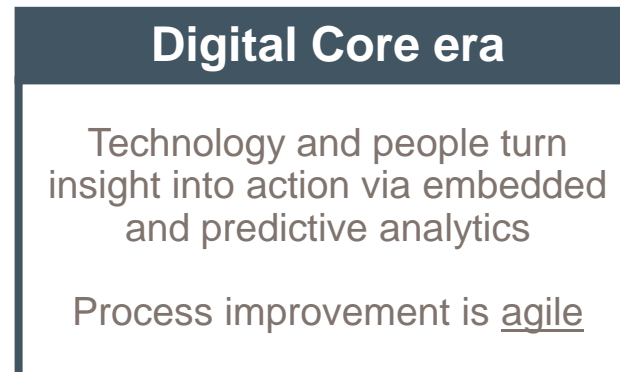 Digital Core era
Technology and people turn
insight into action via embedded
and predictive analytics
Process improvement is agile